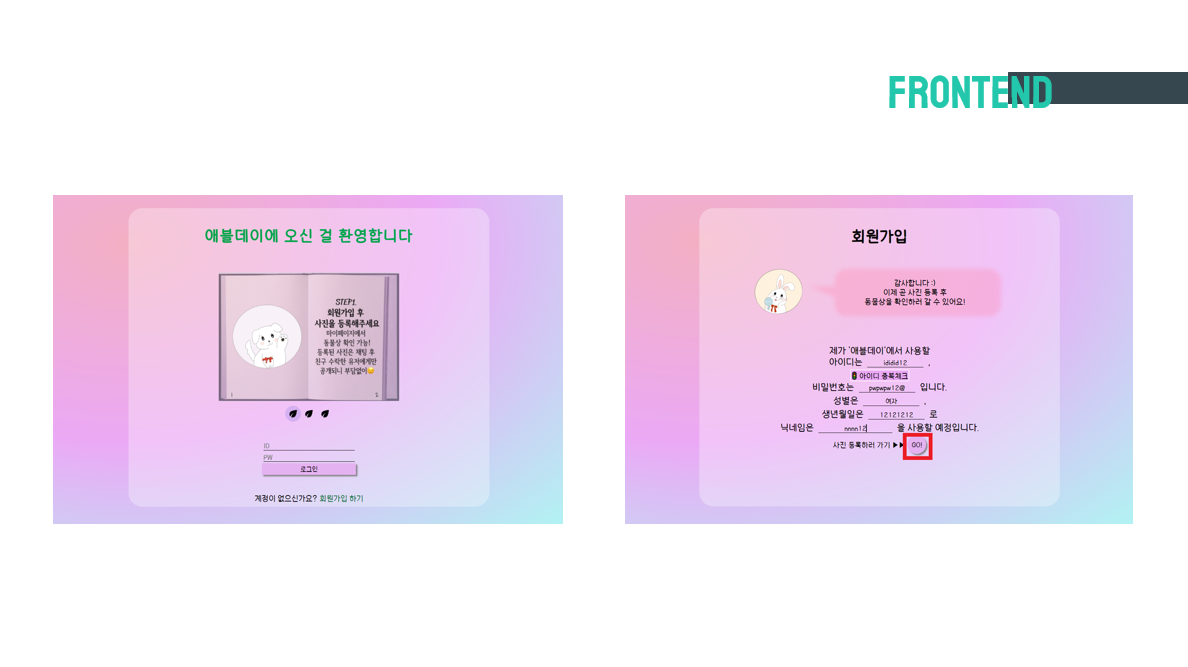 FRONTEND
애블데이에 오신 걸 환영합니다
STEP1.
회원가입 후
사진을 등록해주세요
마이페이지에서
동물상 확인 가능!
등록된 사진은 채팅 후
친구 수락한 유저에게만
공개되니 부담없이😊
1
2
ID
PW
로그인
계정이 없으신가요? 회원가입 하기
회원가입
감사합니다 :)
이제 곧 사진 등록 후
동물상을 확인하러 갈 수 있어요!
제가 '애블데이'에서 사용할
아이디는 ididid12 ,
아이디 중복체크
비밀번호는 pwpwpw12@ 입니다.
성별은 여자 ,
생년월일은 12121212 로
닉네임은 nnnn12 을 사용할 예정입니다.
사진 등록하러 가기 ▶▶ GO!